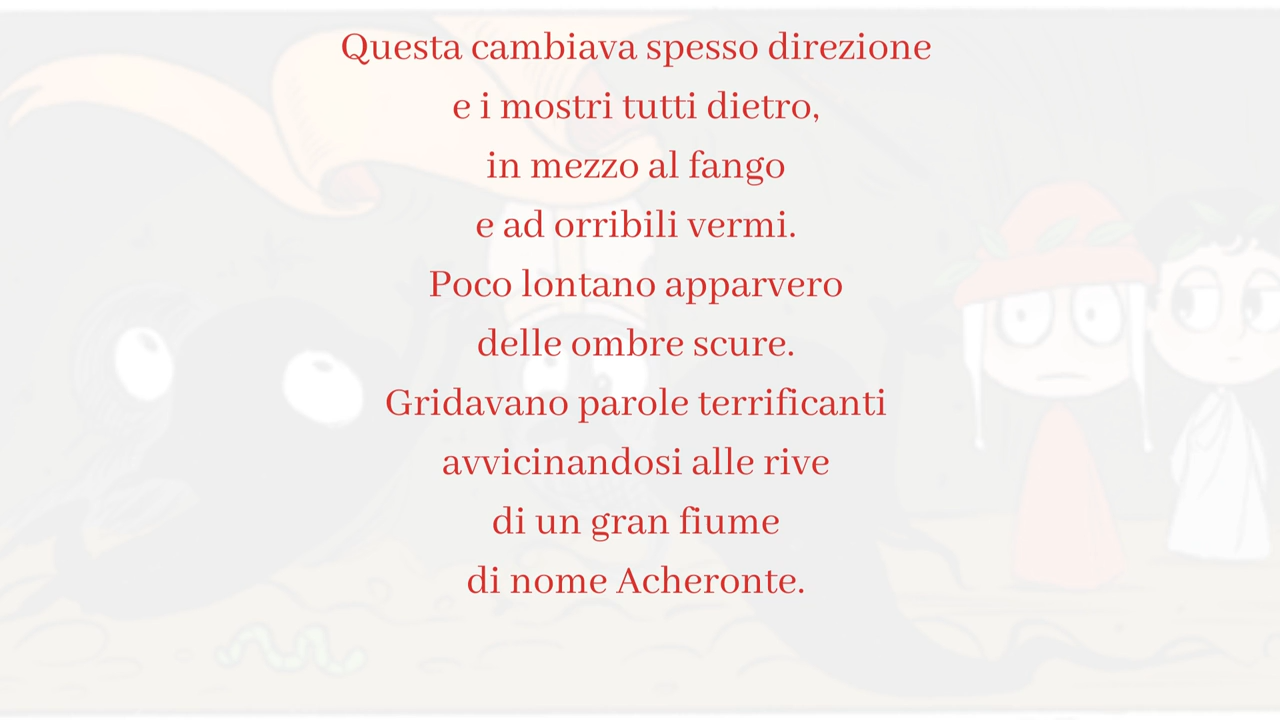 Questa cambiava spesso direzione
e i mostri tutti dietro,
in mezzo al fango
e ad orribili vermi.
Poco lontano apparvero
delle ombre scure.
Gridavano parole terrificanti
avvicinandosi alle rive
di un gran fiume
di nome Acheronte.